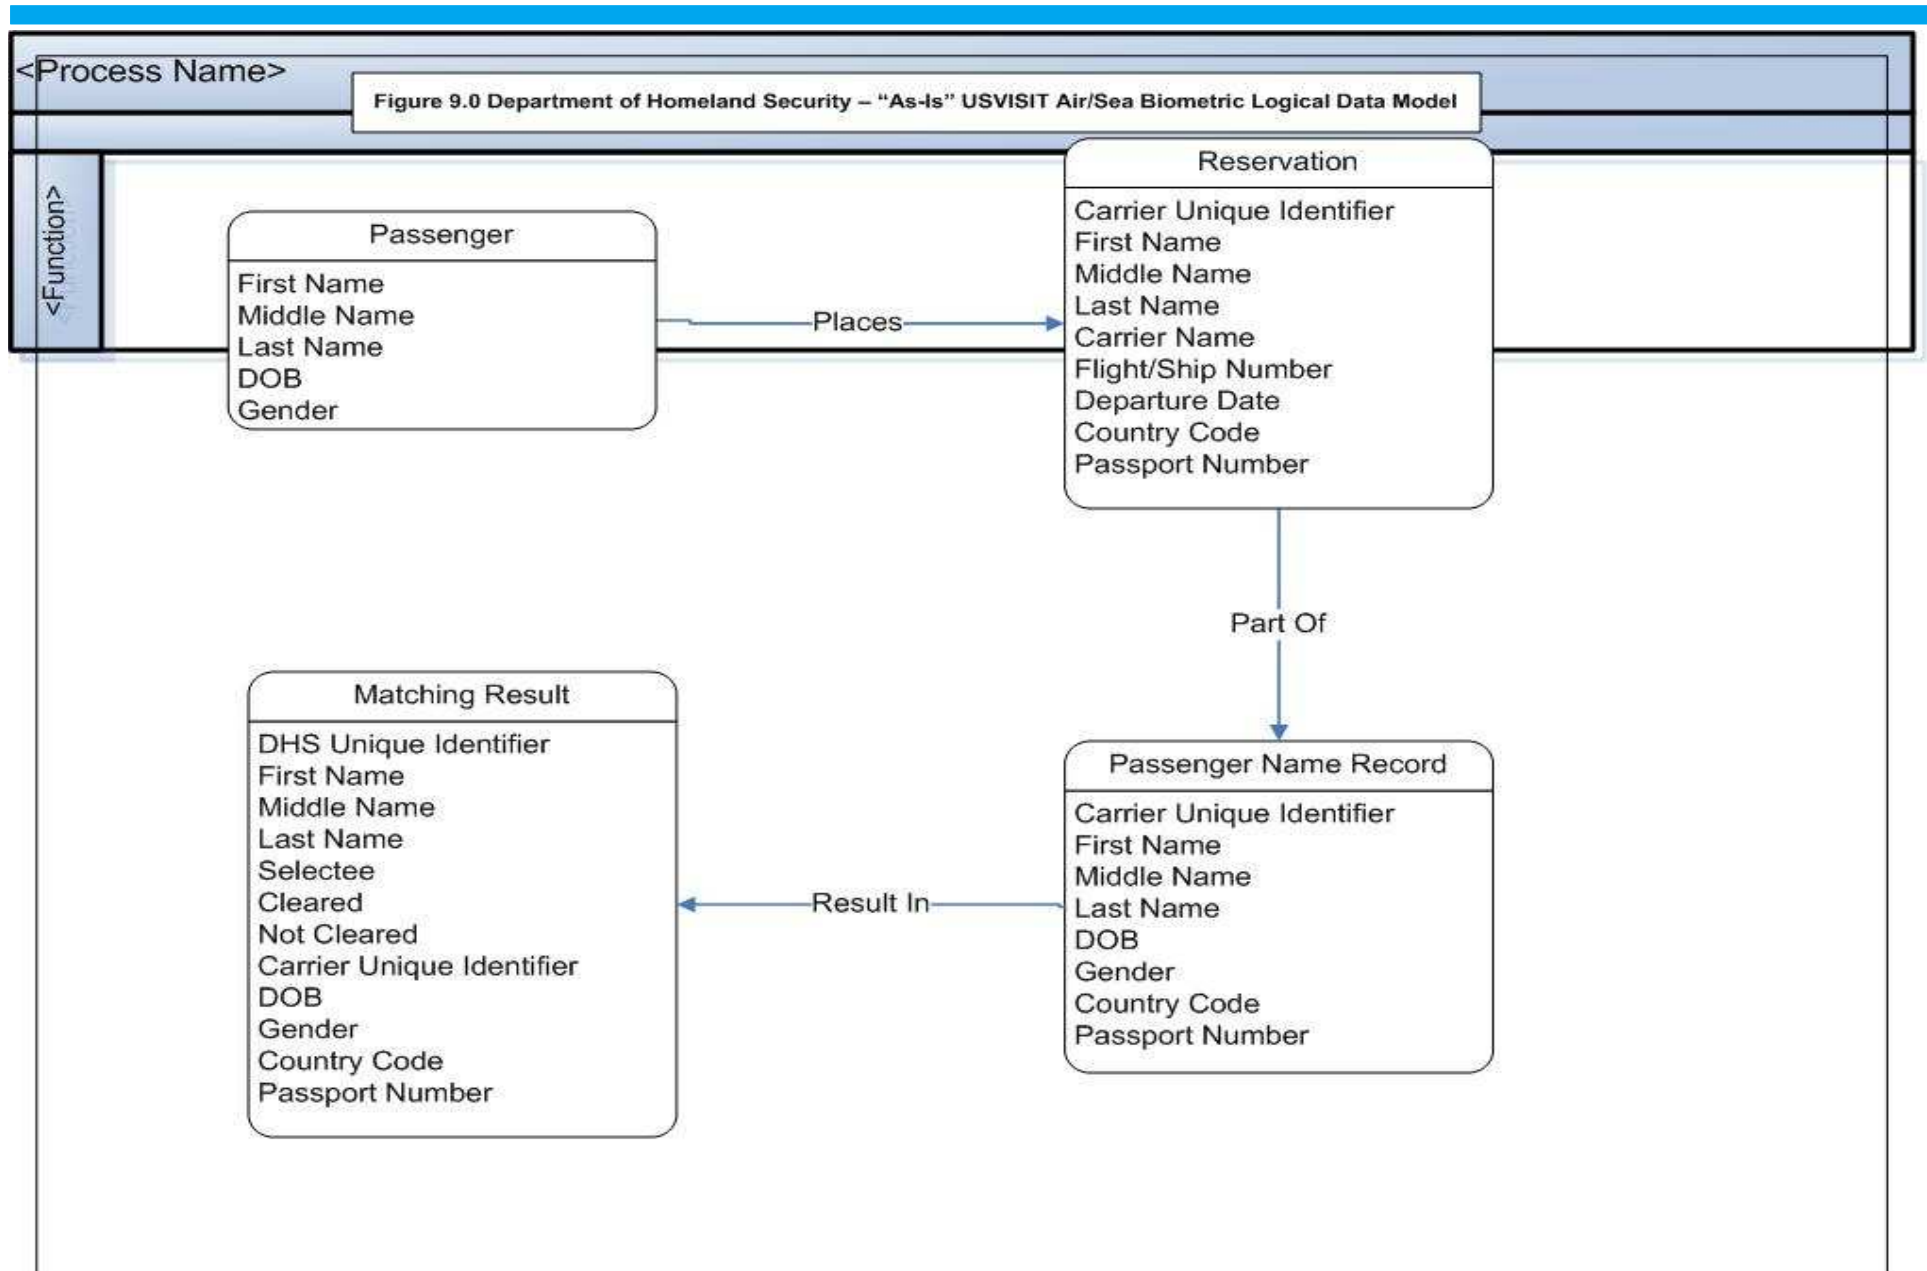 <Process Name>
Figure 9.0 Department of Homeland Security – “As-Is” USVISIT Air/Sea Biometric Logical Data Model
<Function>
Passenger
First Name
Middle Name
Last Name
DOB
Gender
Places
Reservation
Carrier Unique Identifier
First Name
Middle Name
Last Name
Carrier Name
Flight/Ship Number
Departure Date
Country Code
Passport Number
Part Of
Passenger Name Record
Carrier Unique Identifier
First Name
Middle Name
Last Name
DOB
Gender
Country Code
Passport Number
Result In
Matching Result
DHS Unique Identifier
First Name
Middle Name
Last Name
Selectee
Cleared
Not Cleared
Carrier Unique Identifier
DOB
Gender
Country Code
Passport Number